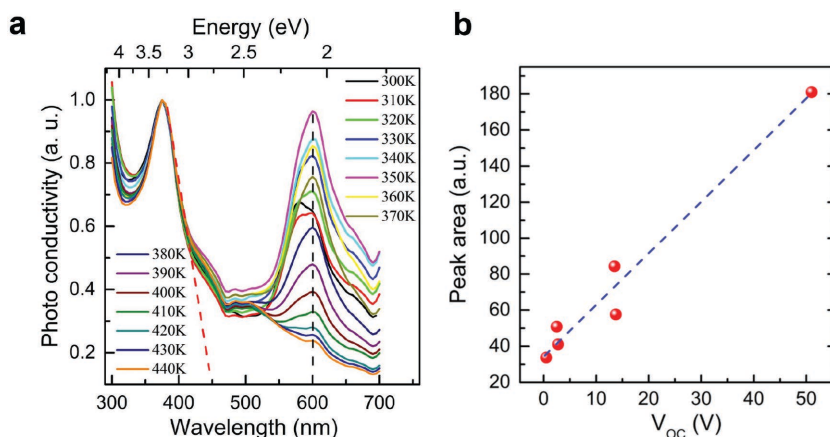 a
Energy (eV)
4 3.5 3 2.5 2
Photo conductivity (a. u.)
1.0
0.8
0.6
0.4
0.2
300K
310K
320K
330K
340K
350K
360K
370K
380K
390K
400K
410K
420K
430K
440K
300 400 500 600 700
Wavelength (nm)
b
Peak area (a.u.)
180
160
140
120
100
80
60
40
20
0 10 20 30 40 50
V_OC (V)